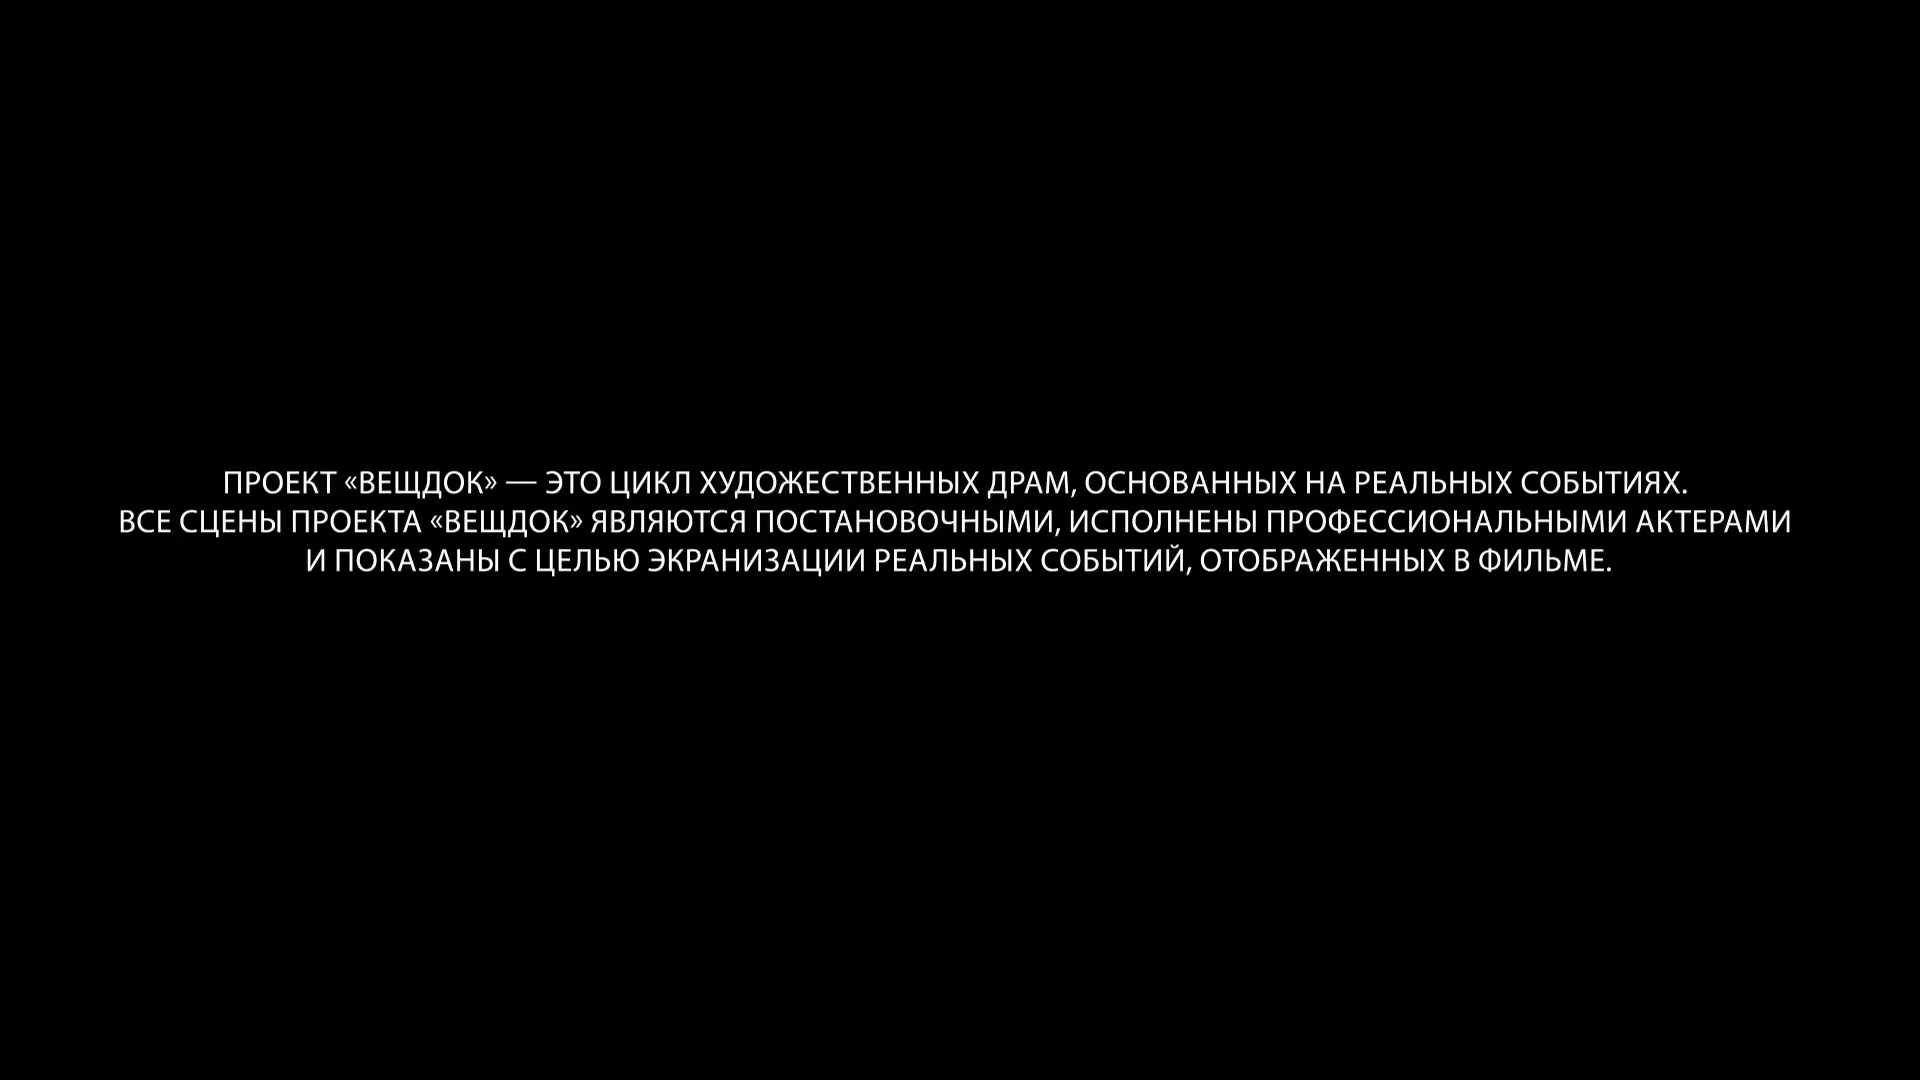 ПРОЕКТ «ВЕЩДОК» — ЭТО ЦИКЛ ХУДОЖЕСТВЕННЫХ ДРАМ, ОСНОВАННЫХ НА РЕАЛЬНЫХ СОБЫТИЯХ.
ВСЕ СЦЕНЫ ПРОЕКТА «ВЕЩДОК» ЯВЛЯЮТСЯ ПОСТАНОВОЧНЫМИ, ИСПОЛНЕНЫ ПРОФЕССИОНАЛЬНЫМИ АКТЕРАМИ
И ПОКАЗАНЫ С ЦЕЛЬЮ ЭКРАНИЗАЦИИ РЕАЛЬНЫХ СОБЫТИЙ, ОТОБРАЖЕННЫХ В ФИЛЬМЕ.